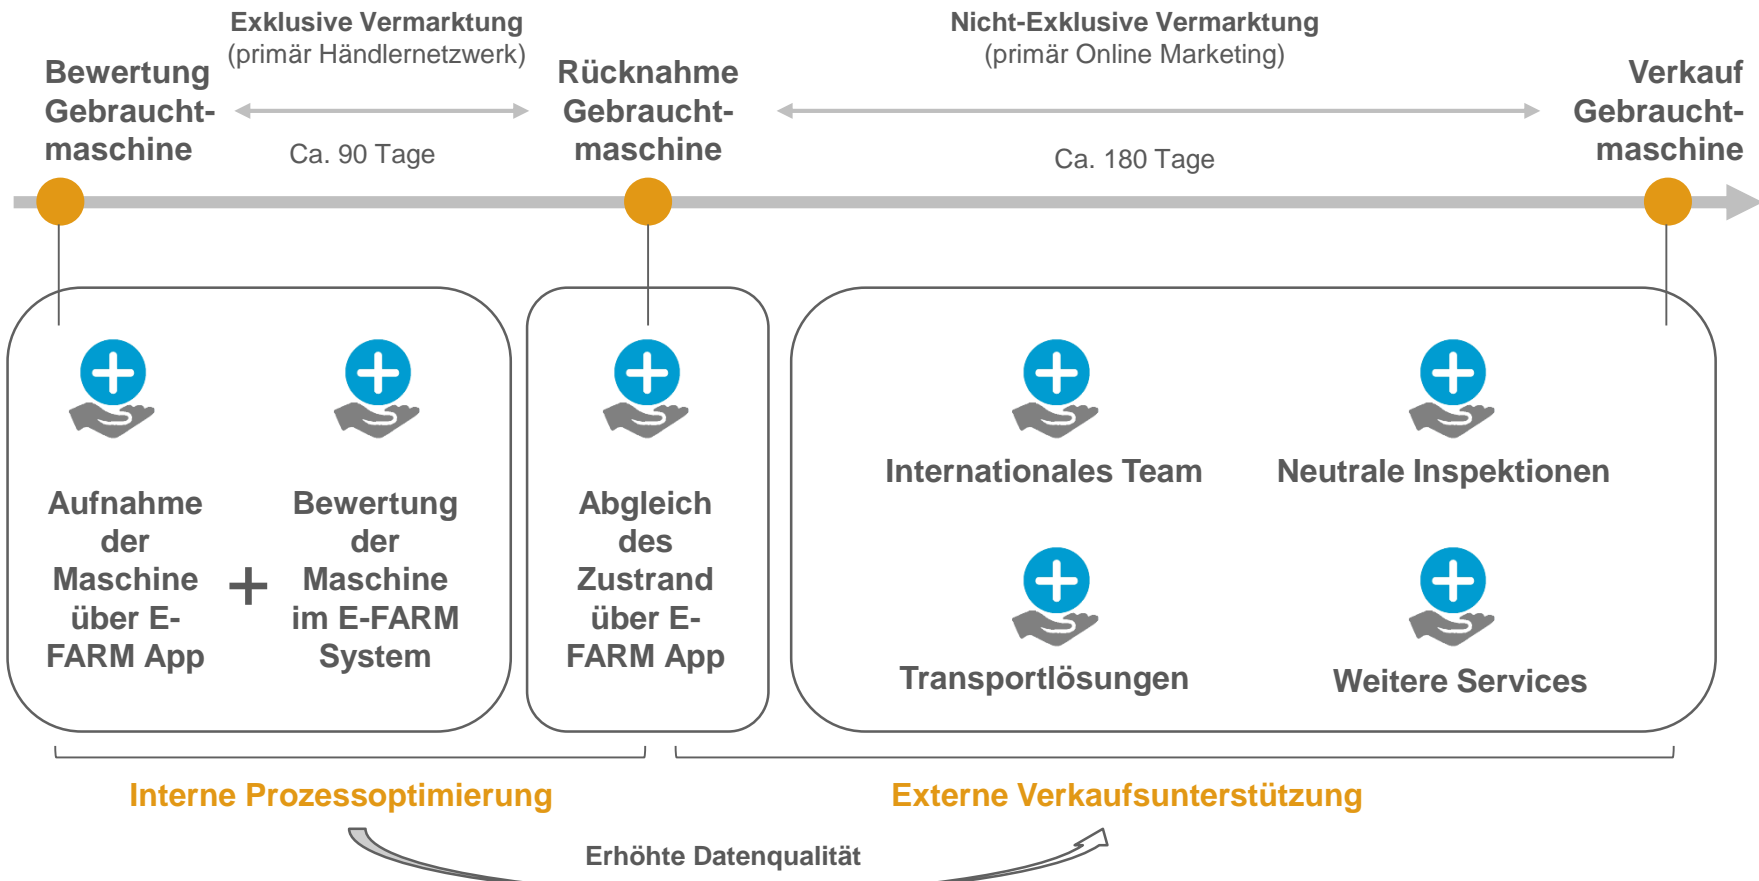 Exklusive Vermarktung
(primär Händlernetzwerk)
Nicht-Exklusive Vermarktung
(primär Online Marketing)
Bewertung
Gebraucht-
maschine
Rücknahme
Gebraucht-
maschine
Verkauf
Gebraucht-
maschine
Ca. 90 Tage
Ca. 180 Tage
Aufnahme
der
Maschine
über E-
FARM App
+
Bewertung
der
Maschine
im E-FARM
System
Abgleich
des
Zustrand
über E-
FARM App
Internationales Team
Neutrale Inspektionen
Transportlösungen
Weitere Services
Interne Prozessoptimierung
Externe Verkaufsunterstützung
Erhöhte Datenqualität